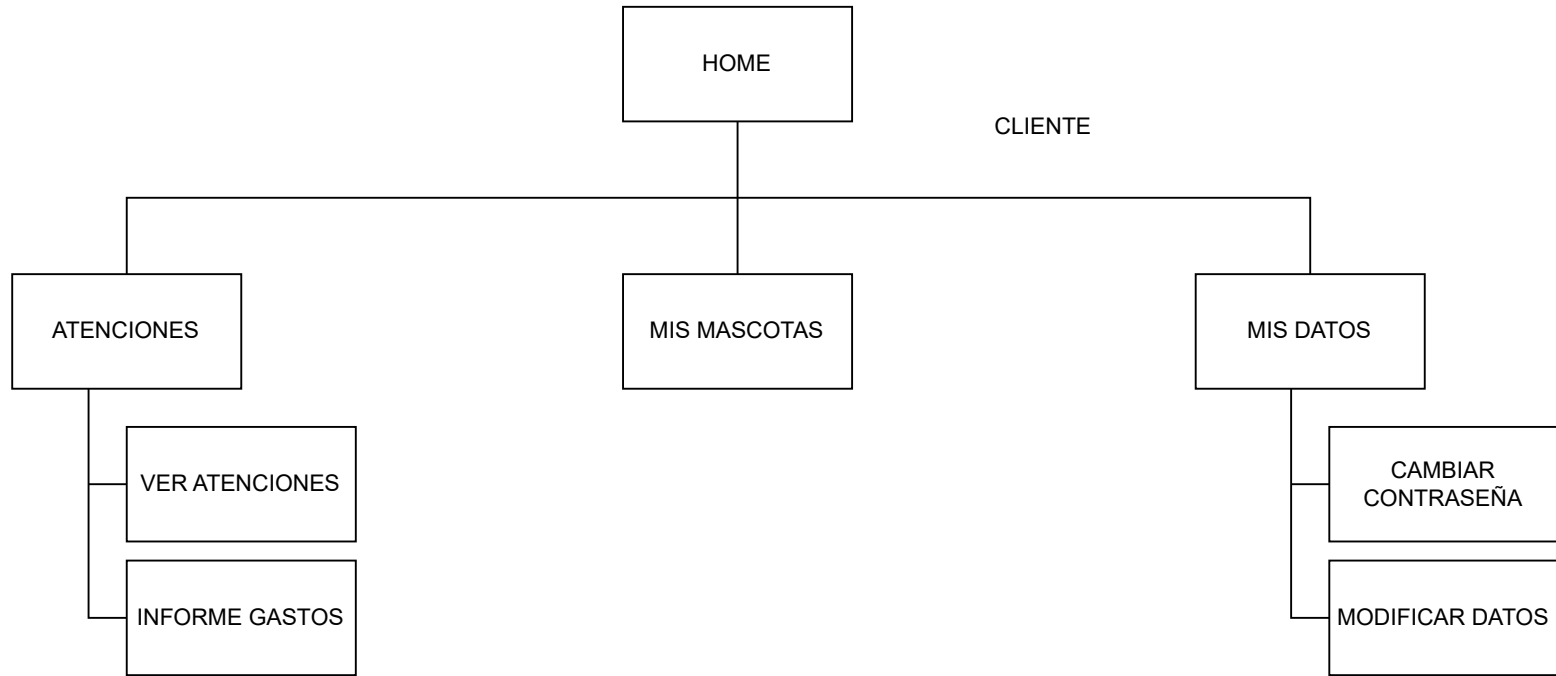 HOME
CLIENTE
ATENCIONES
MIS MASCOTAS
MIS DATOS
VER ATENCIONES
CAMBIAR
CONTRASEÑA
INFORME GASTOS
MODIFICAR DATOS